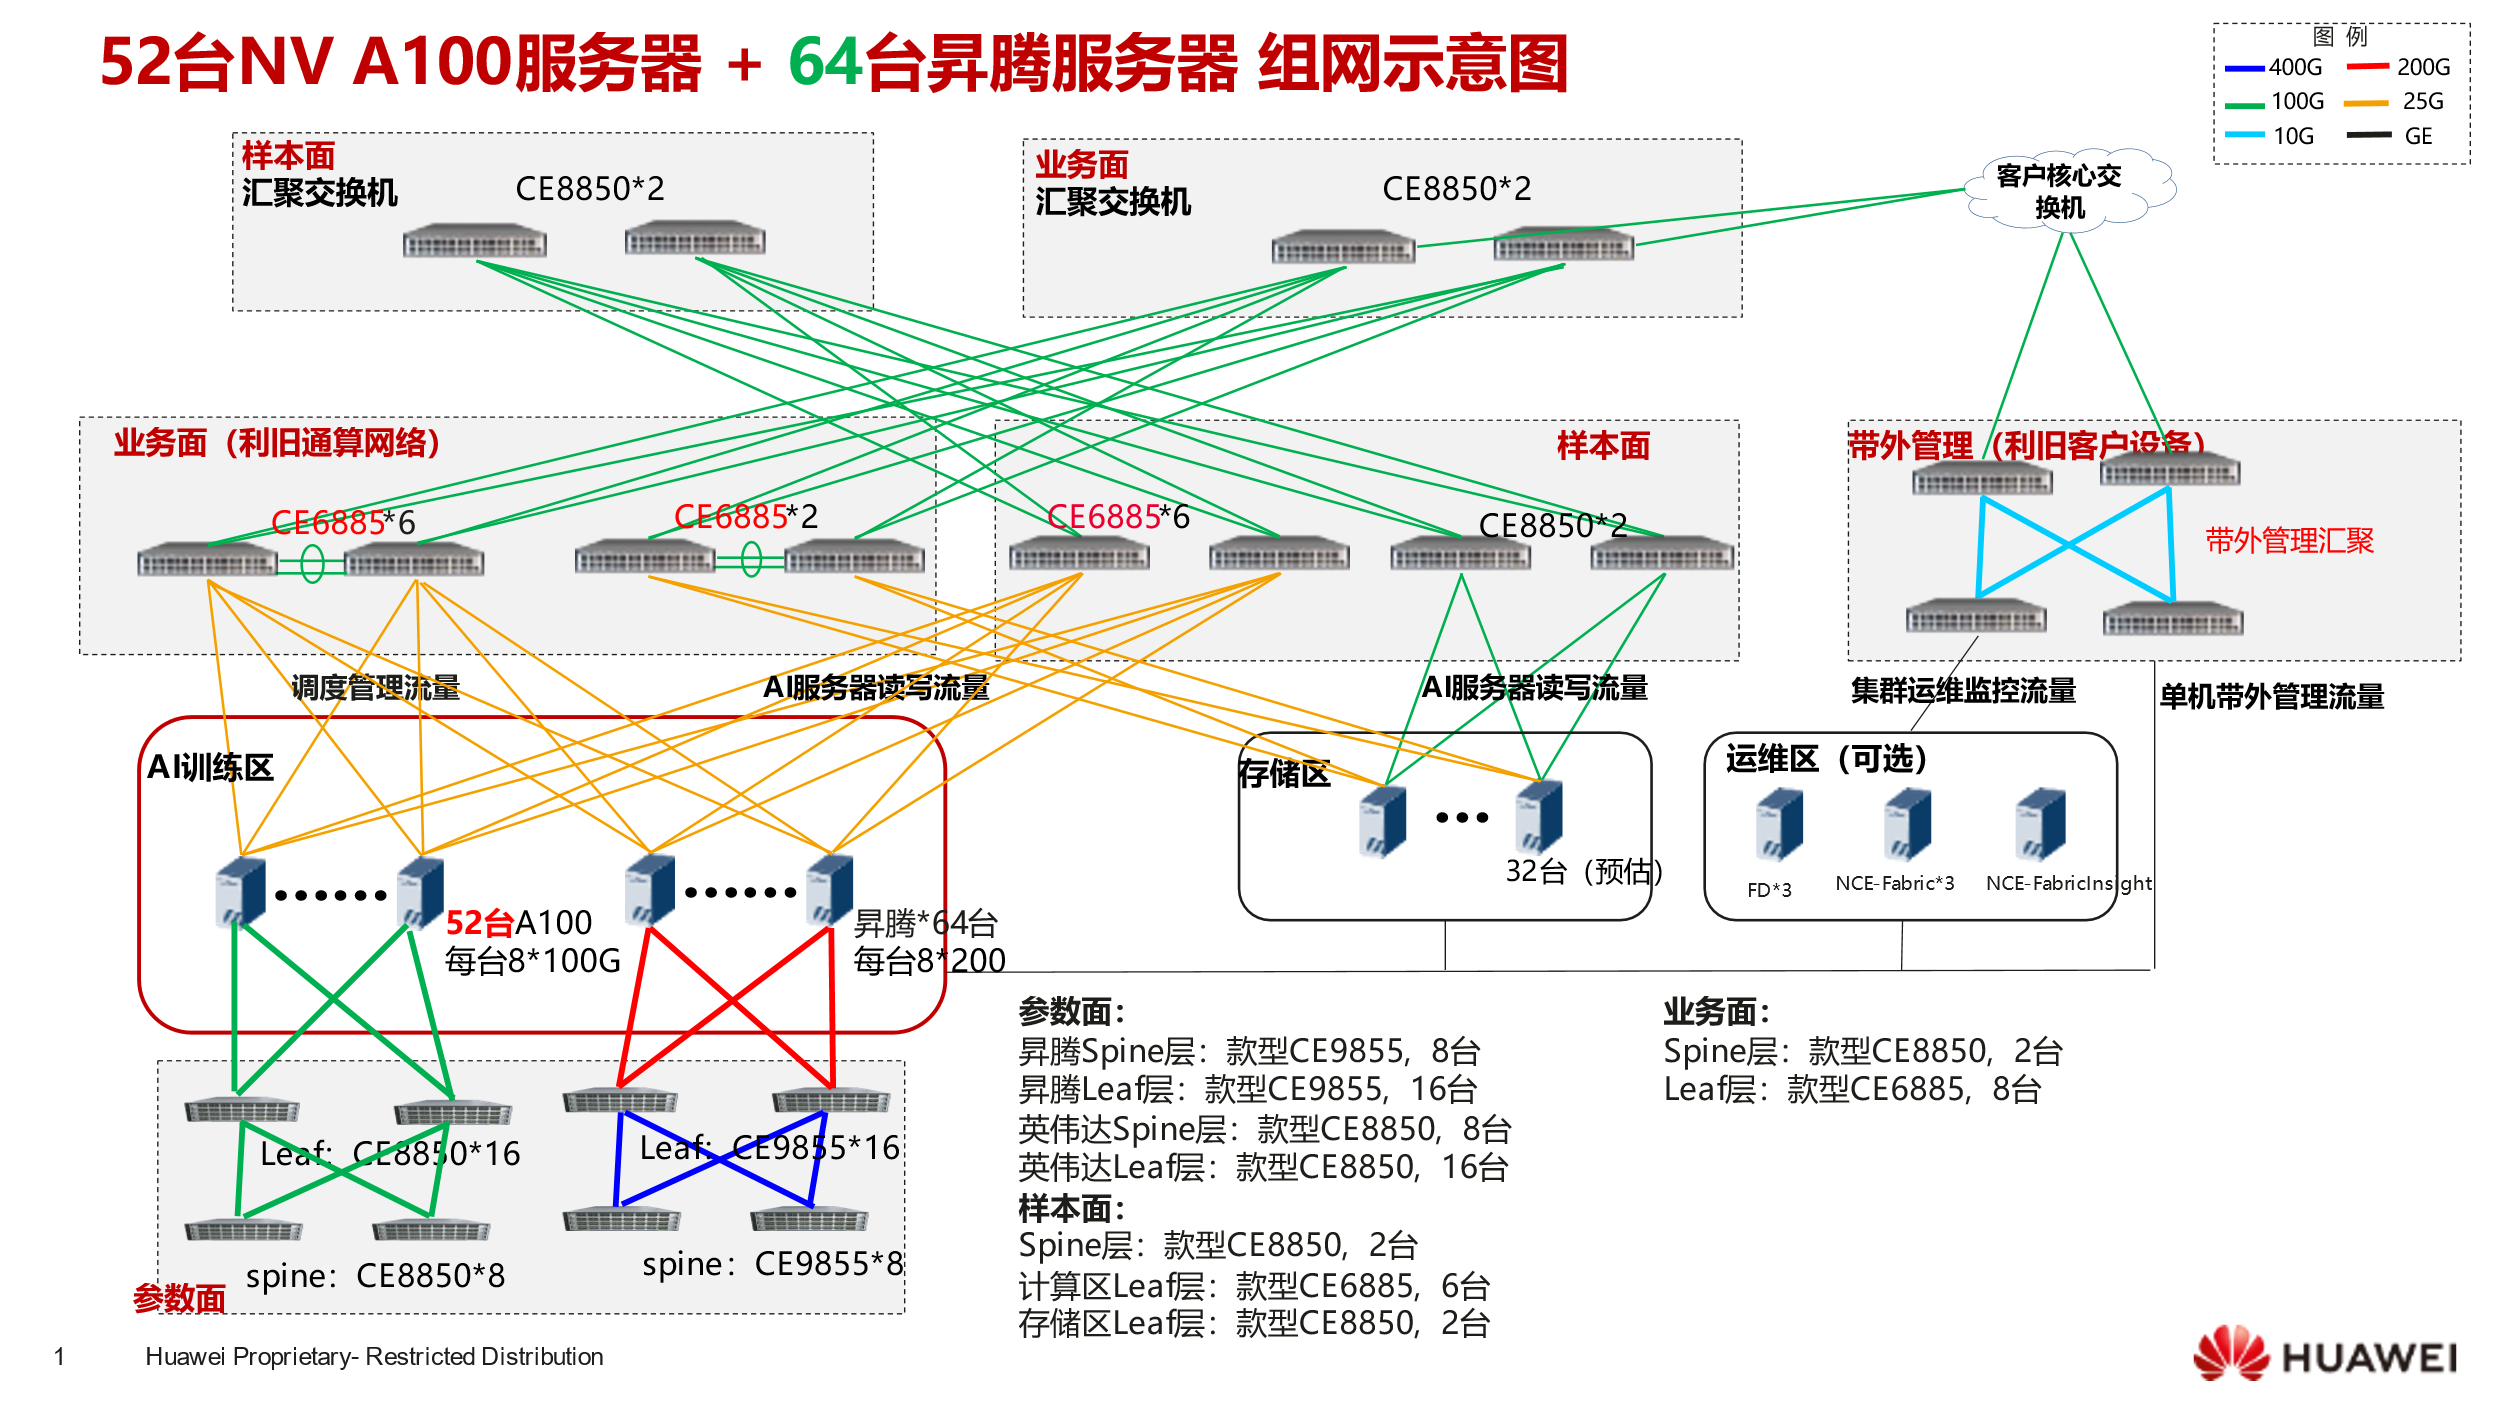 52台NV A100服务器 + 64台昇腾服务器 组网示意图
图 例
400G 200G
100G 25G
10G GE
样本面
汇聚交换机
CE8850*2
业务面
汇聚交换机
CE8850*2
客户核心交
换机
业务面（利旧通算网络）
CE6885*6
CE6885*2
样本面
CE6885*6
CE8850*2
带外管理（利旧客户设备）
带外管理汇聚
调度管理流量
AI服务器读写流量
AI服务器读写流量
集群运维监控流量
单机带外管理流量
AI训练区
52台A100
每台8*100G
昇腾*64台
每台8*200
存储区
32台（预估）
运维区（可选）
FD*3
NCE-Fabric*3
NCE-FabricInsight
Leaf：CE8850*16
Leaf：CE9855*16
spine：CE8850*8
spine：CE9855*8
参数面
参数面：
昇腾Spine层：款型CE9855，8台
昇腾Leaf层：款型CE9855，16台
英伟达Spine层：款型CE8850，8台
英伟达Leaf层：款型CE8850，16台
样本面：
Spine层：款型CE8850，2台
计算区Leaf层：款型CE6885，6台
存储区Leaf层：款型CE8850，2台
业务面：
Spine层：款型CE8850，2台
Leaf层：款型CE6885，8台
1
Huawei Proprietary- Restricted Distribution
HUAWEI